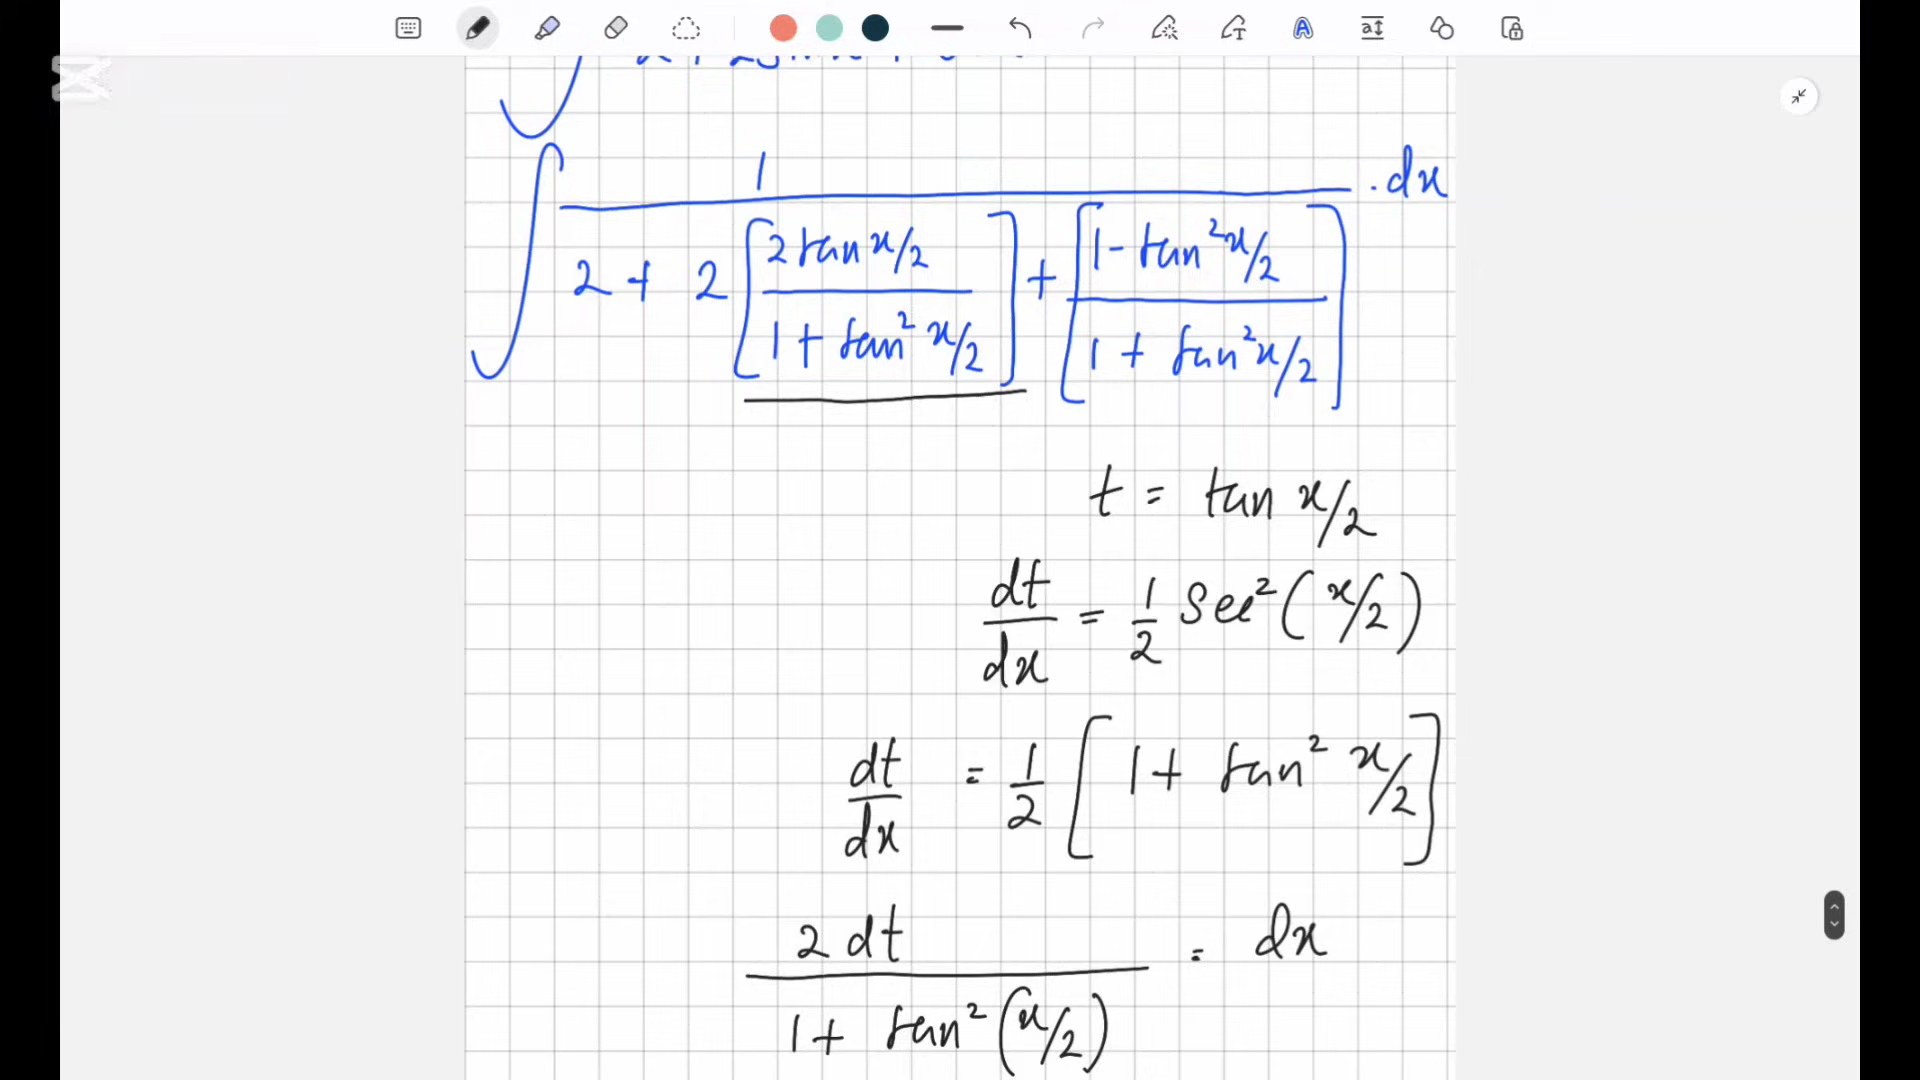 ∫ 1 / (2 + 2 [2 tan x/2 / 1 + tan² x/2] + [1 - tan² x/2 / 1 + tan² x/2]) . dx
t = tan x/2
dt/dx = 1/2 Sec² (x/2)
dt/dx = 1/2 [1 + tan² x/2]
2 dt / 1 + tan² (x/2) = dx